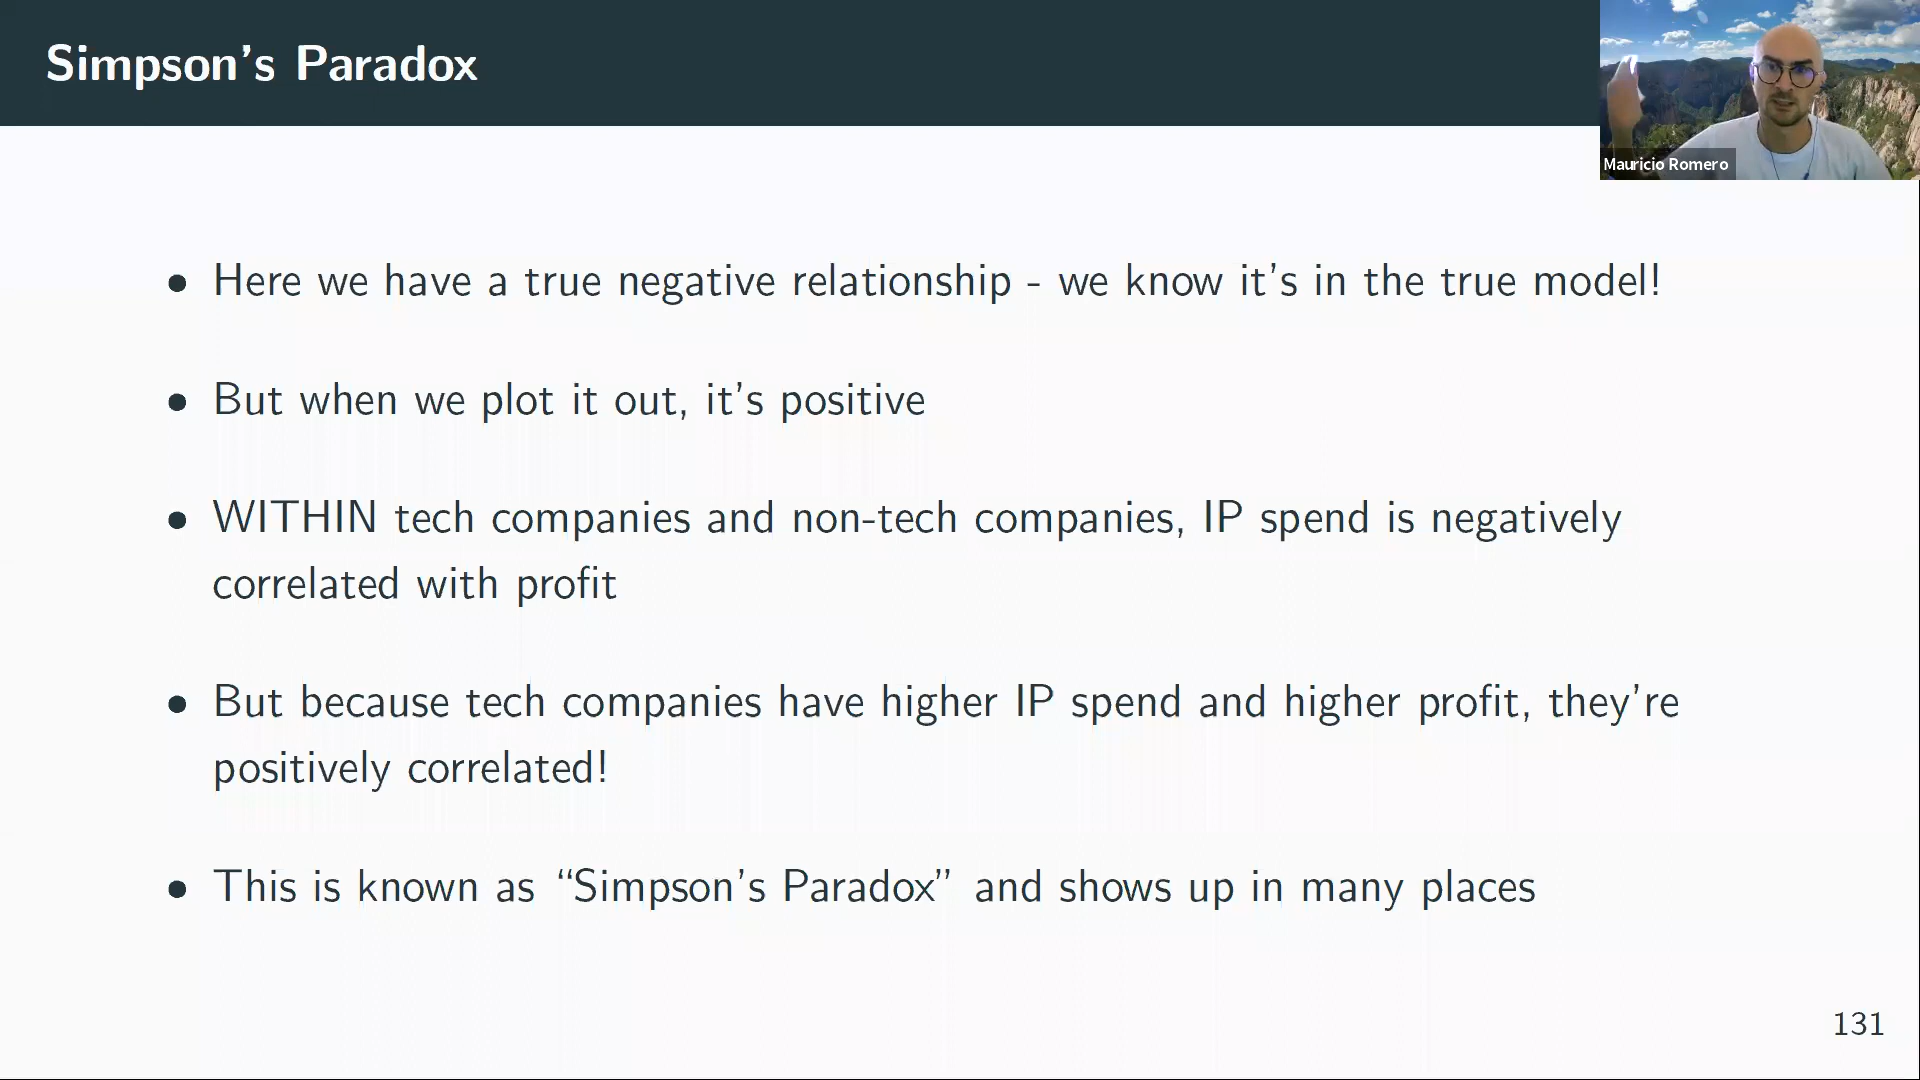 Simpson's Paradox
Mauricio Romero
• Here we have a true negative relationship - we know it's in the true model!
• But when we plot it out, it's positive
• WITHIN tech companies and non-tech companies, IP spend is negatively
correlated with profit
• But because tech companies have higher IP spend and higher profit, they're
positively correlated!
• This is known as “Simpson's Paradox” and shows up in many places
131